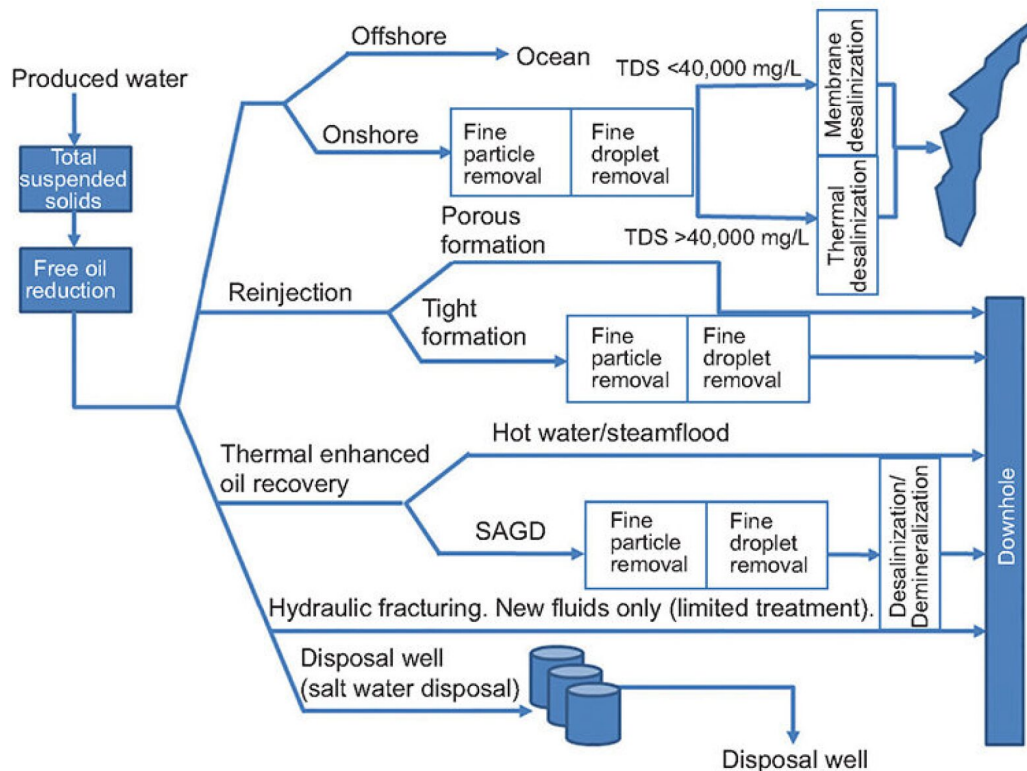 Produced water
Total
suspended
solids
Free oil
reduction
Offshore
Ocean
Onshore
Fine
particle
removal
Fine
droplet
removal
TDS <40,000 mg/L
TDS >40,000 mg/L
Membrane
desalinization
Thermal
desalinization
Reinjection
Porous
formation
Tight
formation
Fine
particle
removal
Fine
droplet
removal
Thermal enhanced
oil recovery
Hot water/steamflood
SAGD
Fine
particle
removal
Fine
droplet
removal
Desalinization/
Demineralization
Downhole
Hydraulic fracturing. New fluids only (limited treatment).
Disposal well
(salt water disposal)
Disposal well